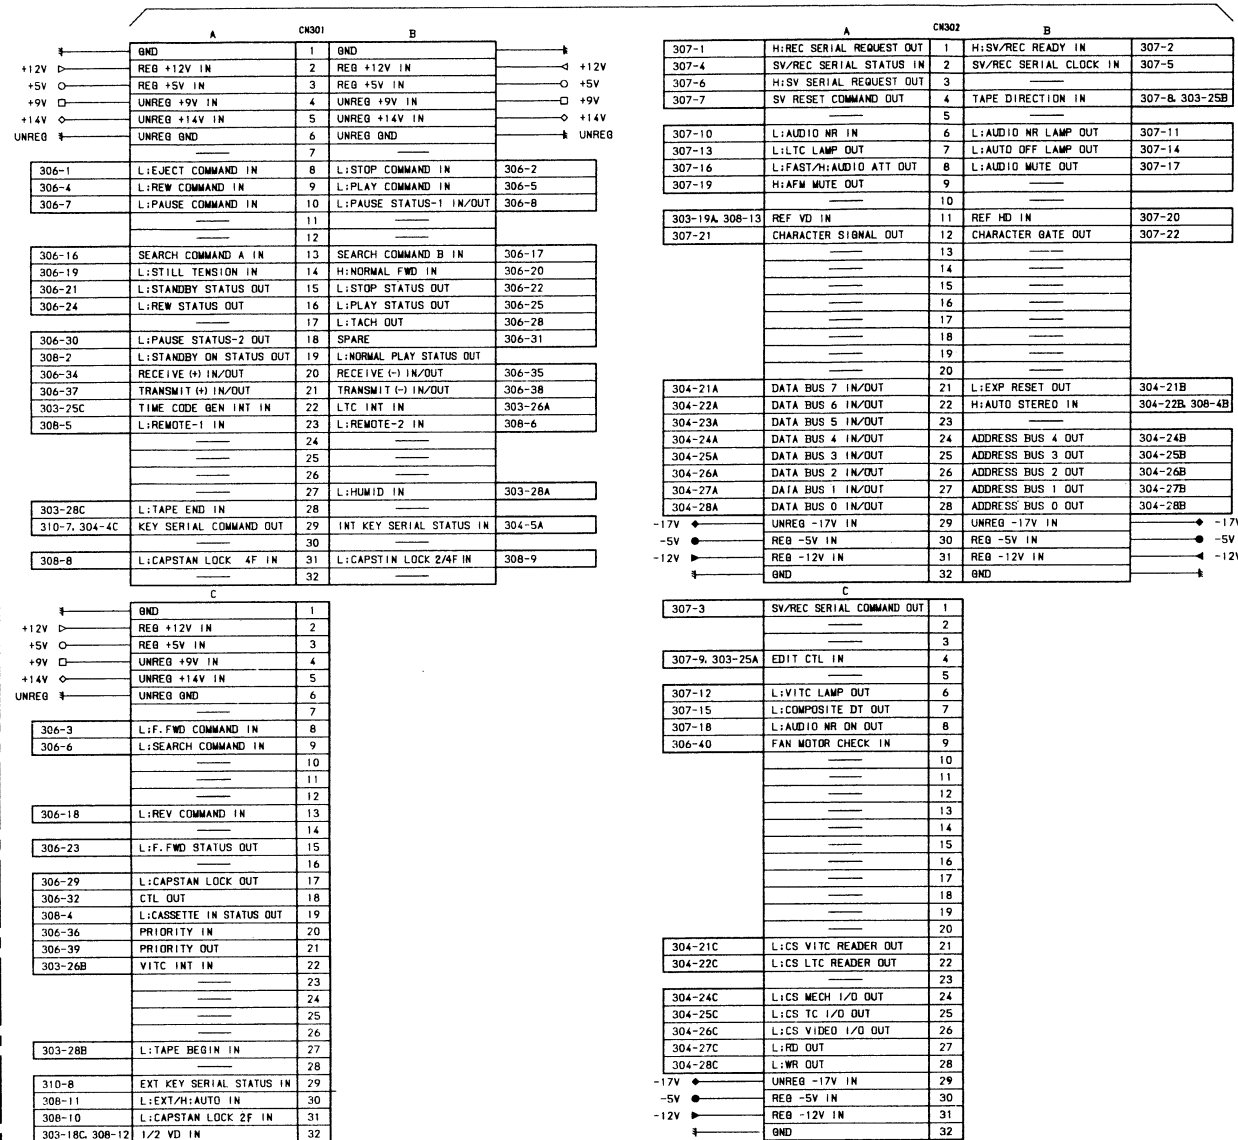 A CN301 B
GND 1 GND
+12V REG +12V IN 2 REG +12V IN +12V
+5V REG +5V IN 3 REG +5V IN +5V
+9V UNREG +9V IN 4 UNREG +9V IN +9V
+14V UNREG +14V IN 5 UNREG +14V IN +14V
UNREG UNREG GND 6 UNREG GND UNREG
7
306-1 L:EJECT COMMAND IN 8 L:STOP COMMAND IN 306-2
306-4 L:REW COMMAND IN 9 L:PLAY COMMAND IN 306-5
306-7 L:PAUSE COMMAND IN 10 L:PAUSE STATUS-1 IN/OUT 306-8
11
12
306-16 SEARCH COMMAND A IN 13 SEARCH COMMAND B IN 306-17
306-19 L:STILL TENSION IN 14 H:NORMAL FWD IN 306-20
306-21 L:STANDBY STATUS OUT 15 L:STOP STATUS OUT 306-22
306-24 L:REW STATUS OUT 16 L:PLAY STATUS OUT 306-25
17 L:TACH OUT 306-28
306-30 L:PAUSE STATUS-2 OUT 18 SPARE 306-31
308-2 L:STANDBY ON STATUS OUT 19 L:NORMAL PLAY STATUS OUT
306-34 RECEIVE (+) IN/OUT 20 RECEIVE (-) IN/OUT 306-35
306-37 TRANSMIT (+) IN/OUT 21 TRANSMIT (-) IN/OUT 306-38
303-25C TIME CODE GEN INT IN 22 LTC INT IN 303-26A
308-5 L:REMOTE-1 IN 23 L:REMOTE-2 IN 308-6
24
25
26
27 L:HUMID IN 303-28A
303-28C L:TAPE END IN 28
310-7, 304-4C KEY SERIAL COMMAND OUT 29 INT KEY SERIAL STATUS IN 304-5A
30
308-8 L:CAPSTAN LOCK 4F IN 31 L:CAPSTIN LOCK 2/4F IN 308-9
32
C
GND 1
+12V REG +12V IN 2
+5V REG +5V IN 3
+9V UNREG +9V IN 4
+14V UNREG +14V IN 5
UNREG UNREG GND 6
7
306-3 L:F.FWD COMMAND IN 8
306-6 L:SEARCH COMMAND IN 9
10
11
12
306-18 L:REV COMMAND IN 13
14
306-23 L:F.FWD STATUS OUT 15
16
306-29 L:CAPSTAN LOCK OUT 17
306-32 CTL OUT 18
308-4 L:CASSETTE IN STATUS OUT 19
306-36 PRIORITY IN 20
306-39 PRIORITY OUT 21
303-26B VITC INT IN 22
23
24
25
26
303-28B L:TAPE BEGIN IN 27
28
310-8 EXT KEY SERIAL STATUS IN 29
308-11 L:EXT/H:AUTO IN 30
308-10 L:CAPSTAN LOCK 2F IN 31
303-18C, 308-12 1/2 VD IN 32
A CN302 B
307-1 H:REC SERIAL REQUEST OUT 1 H:SV/REC READY IN 307-2
307-4 SV/REC SERIAL STATUS IN 2 SV/REC SERIAL CLOCK IN 307-5
307-6 H:SV SERIAL REQUEST OUT 3
307-7 SV RESET COMMAND OUT 4 TAPE DIRECTION IN 307-8, 303-25B
5
307-10 L:AUDIO NR IN 6 L:AUDIO NR LAMP OUT 307-11
307-13 L:LTC LAMP OUT 7 L:AUTO OFF LAMP OUT 307-14
307-16 L:FAST/H:AUDIO ATT OUT 8 L:AUDIO MUTE OUT 307-17
307-19 H:AFM MUTE OUT 9
10
303-19A, 308-13 REF VD IN 11 REF HD IN 307-20
307-21 CHARACTER SIGNAL OUT 12 CHARACTER GATE OUT 307-22
13
14
15
16
17
18
19
20
304-21A DATA BUS 7 IN/OUT 21 L:EXP RESET OUT 304-21B
304-22A DATA BUS 6 IN/OUT 22 H:AUTO STEREO IN 304-22B, 308-4B
304-23A DATA BUS 5 IN/OUT 23
304-24A DATA BUS 4 IN/OUT 24 ADDRESS BUS 4 OUT 304-24B
304-25A DATA BUS 3 IN/OUT 25 ADDRESS BUS 3 OUT 304-25B
304-26A DATA BUS 2 IN/OUT 26 ADDRESS BUS 2 OUT 304-26B
304-27A DATA BUS 1 IN/OUT 27 ADDRESS BUS 1 OUT 304-27B
304-28A DATA BUS 0 IN/OUT 28 ADDRESS BUS 0 OUT 304-28B
-17V UNREG -17V IN 29 UNREG -17V IN -17V
-5V REG -5V IN 30 REG -5V IN -5V
-12V REG -12V IN 31 REG -12V IN -12V
GND 32 GND
C
307-3 SV/REC SERIAL COMMAND OUT 1
2
3
307-9, 303-25A EDIT CTL IN 4
5
307-12 L:VITC LAMP OUT 6
307-15 L:COMPOSITE DT OUT 7
307-18 L:AUDIO NR ON OUT 8
306-40 FAN MOTOR CHECK IN 9
10
11
12
13
14
15
16
17
18
19
20
304-21C L:CS VITC READER OUT 21
304-22C L:CS LTC READER OUT 22
23
304-24C L:CS MECH I/O OUT 24
304-25C L:CS TC I/O OUT 25
304-26C L:CS VIDEO I/O OUT 26
304-27C L:RD OUT 27
304-28C L:WR OUT 28
-17V UNREG -17V IN 29
-5V REG -5V IN 30
-12V REG -12V IN 31
GND 32